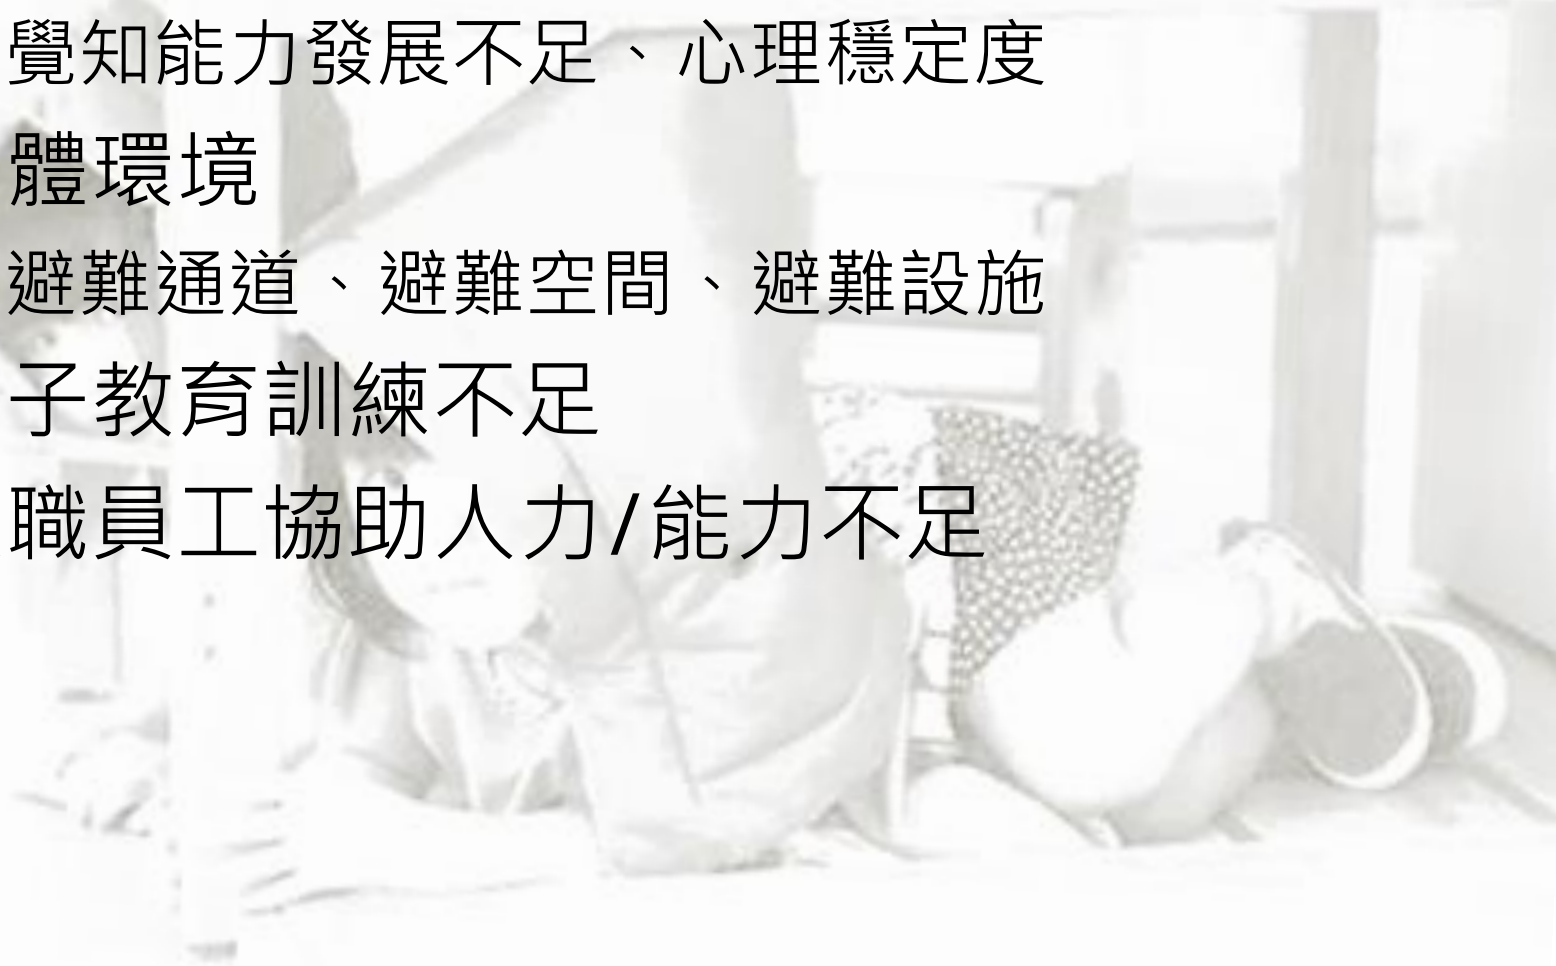 覺知能力發展不足、心理穩定度
體環境
避難通道、避難空間、避難設施
子教育訓練不足
職員工協助人力/能力不足